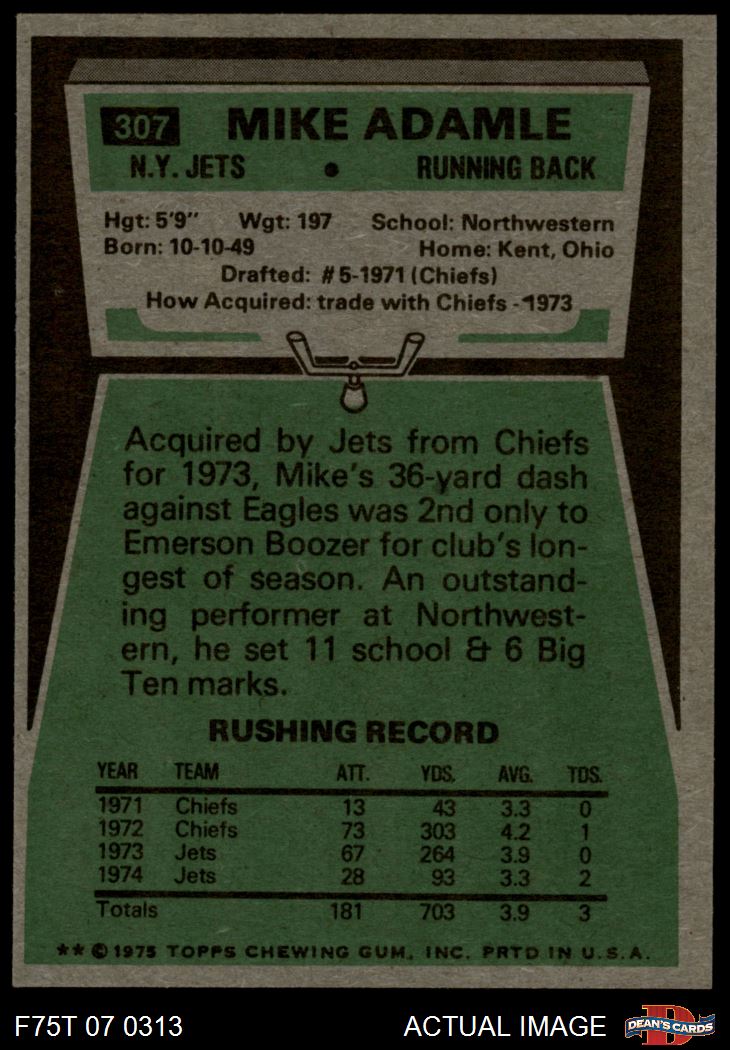 307 MIKE ADAMLE
N.Y. JETS • RUNNING BACK
Hgt: 5'9" Wgt: 197 School: Northwestern
Born: 10-10-49 Home: Kent, Ohio
Drafted: #5-1971 (Chiefs)
How Acquired: trade with Chiefs - 1973
Acquired by Jets from Chiefs
for 1973, Mike's 36-yard dash
against Eagles was 2nd only to
Emerson Boozer for club's lon-
gest of season. An outstand-
ing performer at Northwest-
ern, he set 11 school & 6 Big
Ten marks.
RUSHING RECORD
YEAR TEAM ATT. YDS. AVG. TDS.
1971 Chiefs 13 43 3.3 0
1972 Chiefs 73 303 4.2 1
1973 Jets 67 264 3.9 0
1974 Jets 28 93 3.3 2
Totals 181 703 3.9 3
** © 1975 TOPPS CHEWING GUM, INC. PRTD IN U.S.A.
F75T 07 0313 ACTUAL IMAGE D DEAN'S CARDS